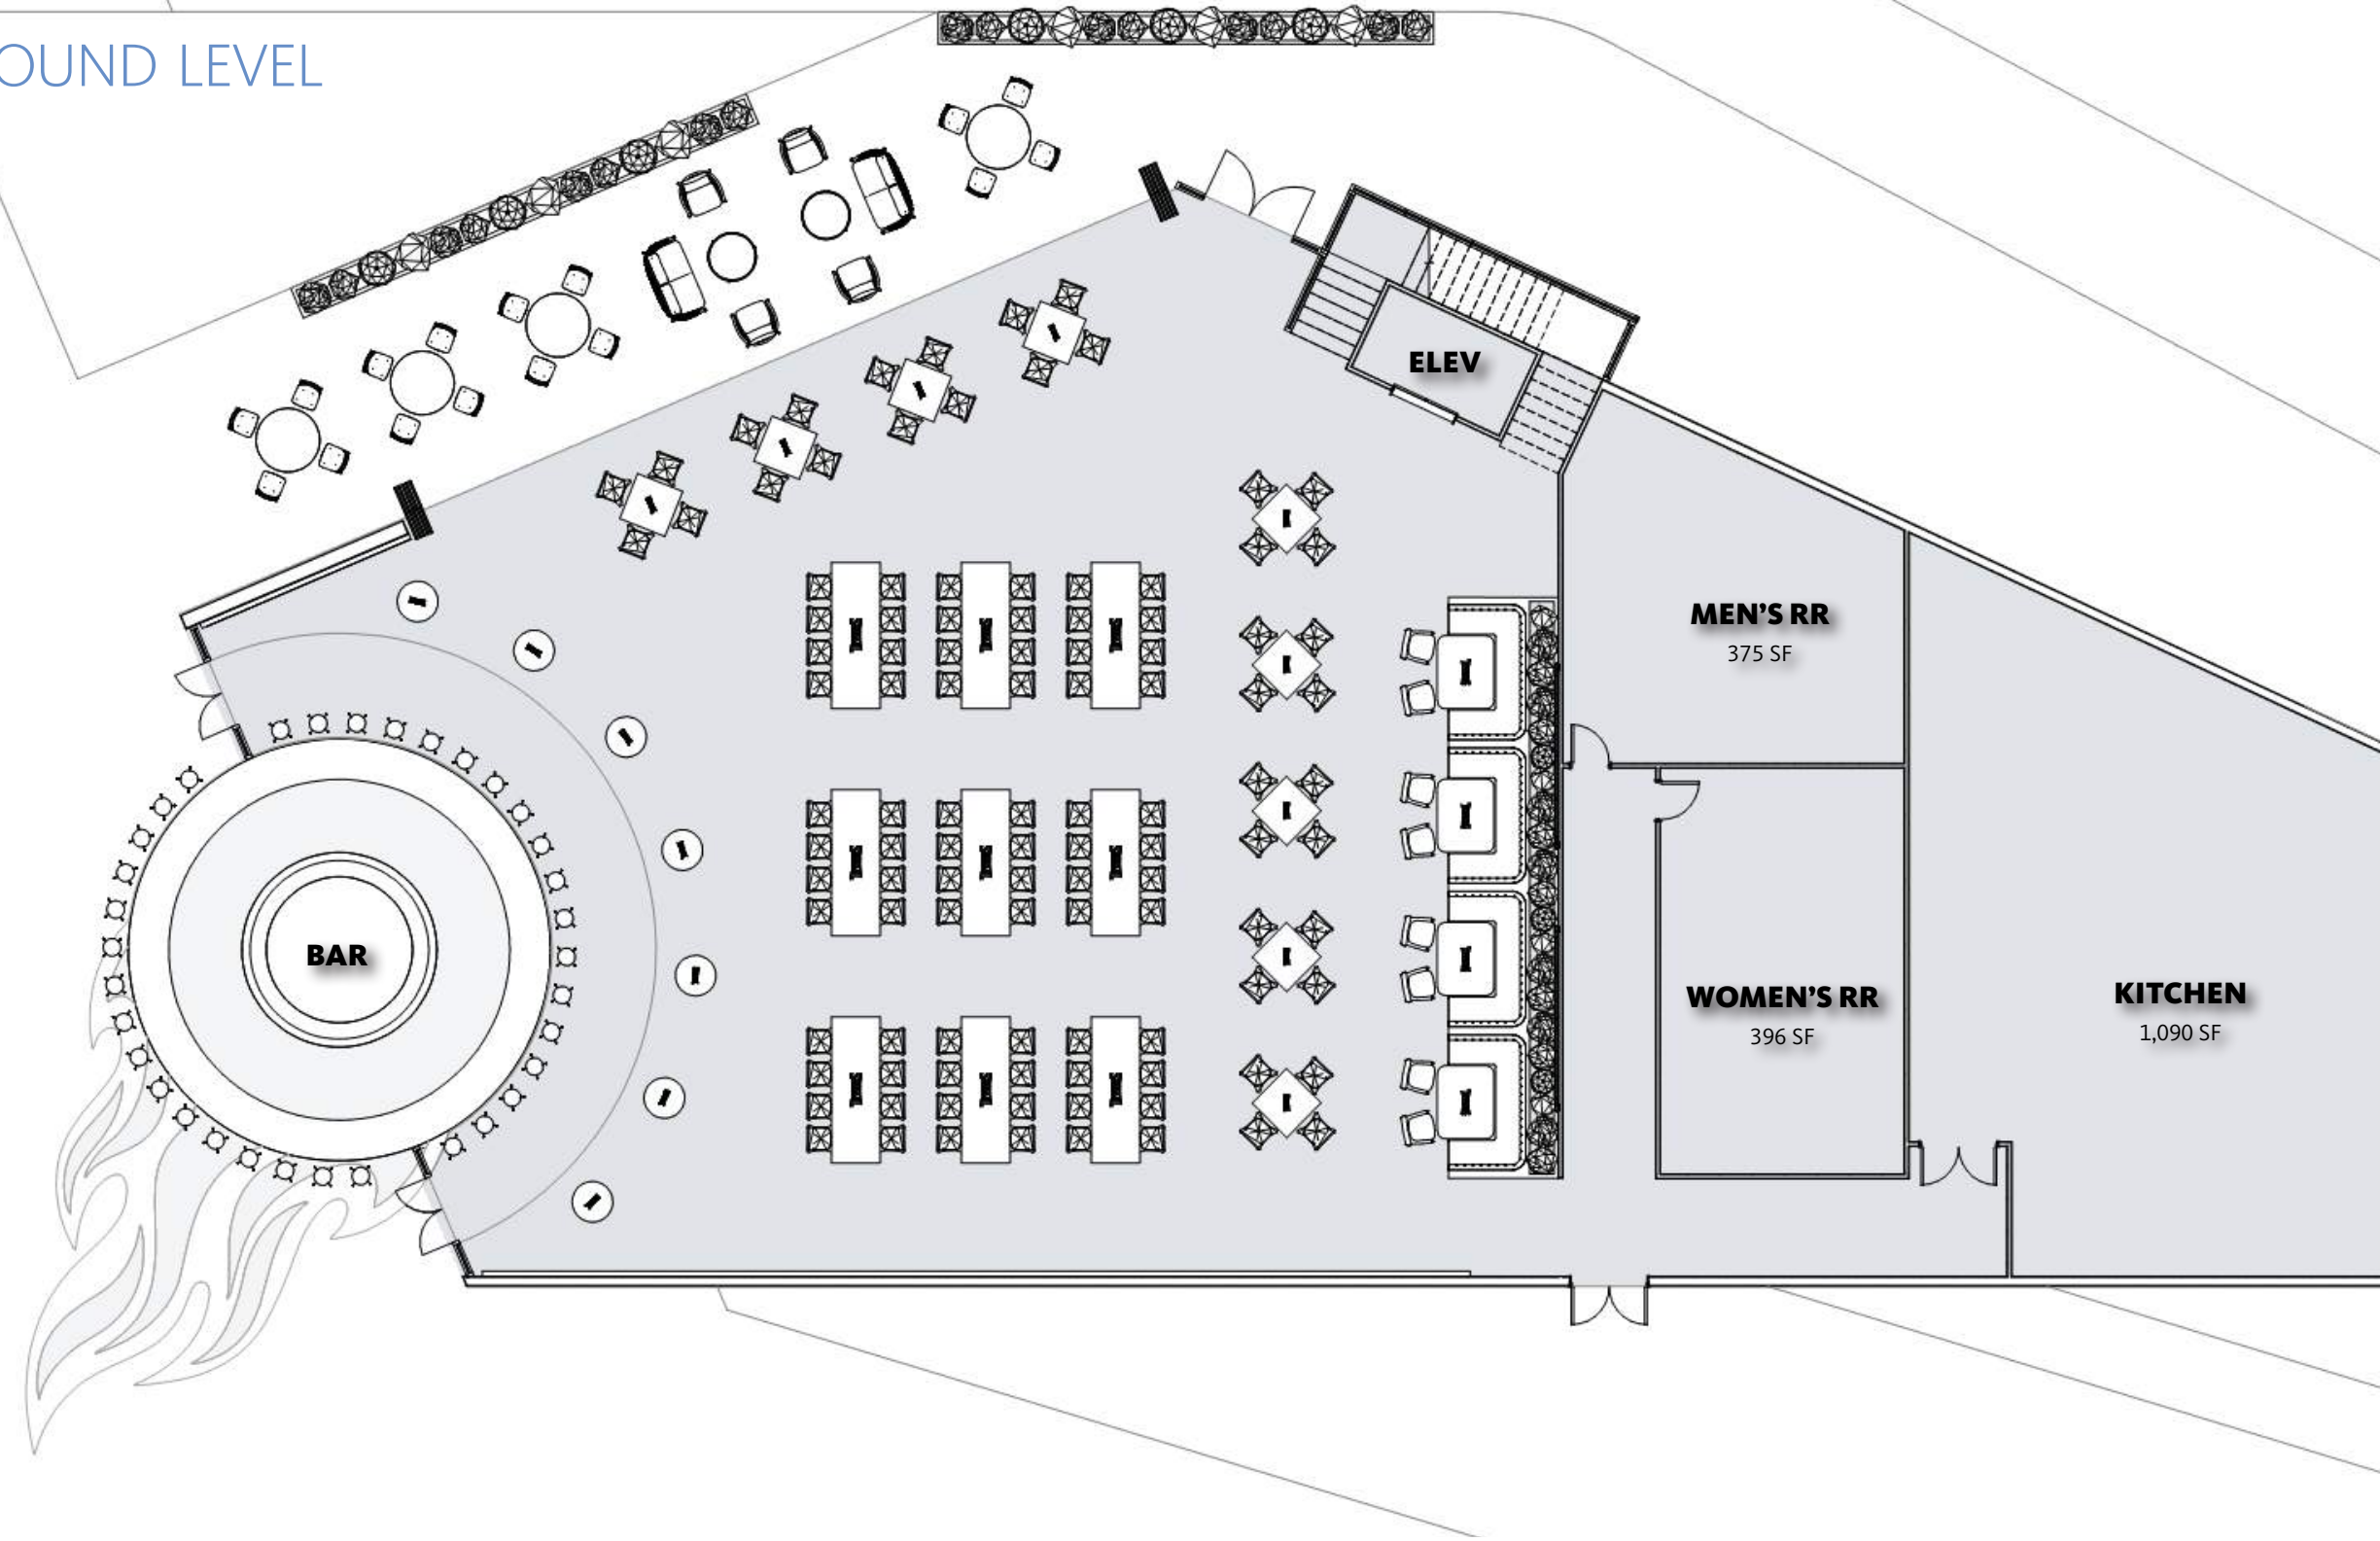 OUND LEVEL
ELEV
MEN'S RR
375 SF
BAR
WOMEN'S RR
396 SF
KITCHEN
1,090 SF